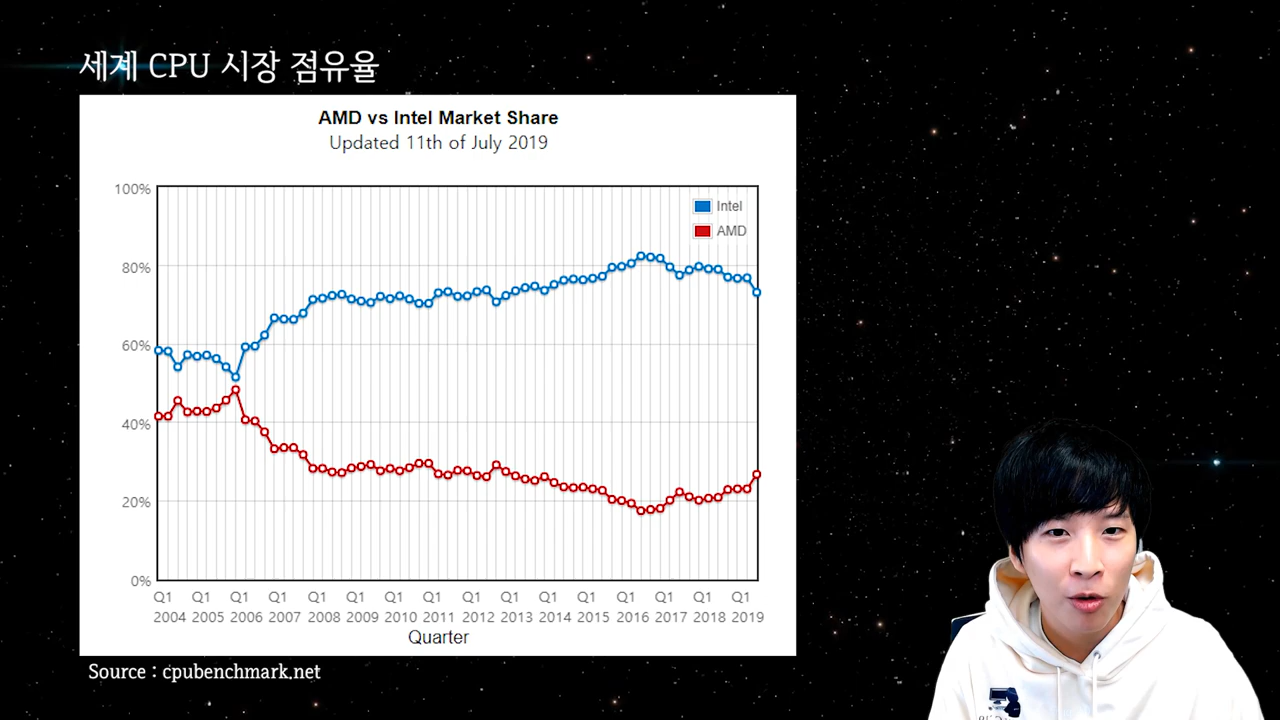 세계 CPU 시장 점유율
AMD vs Intel Market Share
Updated 11th of July 2019
100%
80%
60%
40%
20%
0%
Intel
AMD
Q1 Q1 Q1 Q1 Q1 Q1 Q1 Q1 Q1 Q1 Q1 Q1 Q1 Q1 Q1 Q1
2004 2005 2006 2007 2008 2009 2010 2011 2012 2013 2014 2015 2016 2017 2018 2019
Quarter
Source : cpubenchmark.net